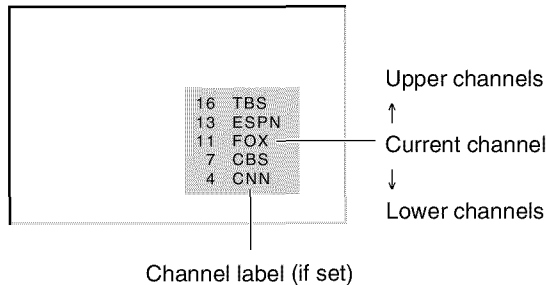 16 TBS
13 ESPN
11 FOX
7 CBS
4 CNN
Upper channels
↑
Current channel
↓
Lower channels
Channel label (if set)